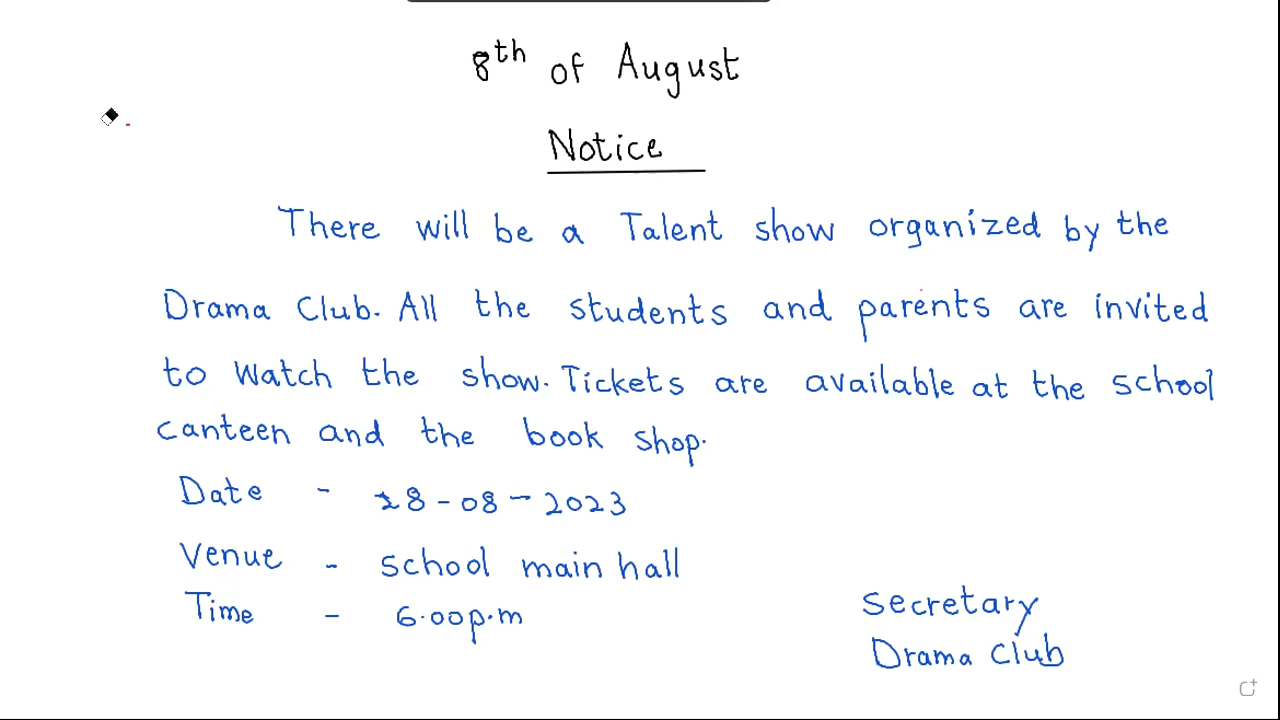 8th of August
Notice
There will be a Talent show organized by the
Drama Club. All the students and parents are invited
to watch the show. Tickets are available at the school
canteen and the book shop.
Date - 28-08-2023
Venue - school main hall
Time - 6.00p.m
Secretary
Drama Club